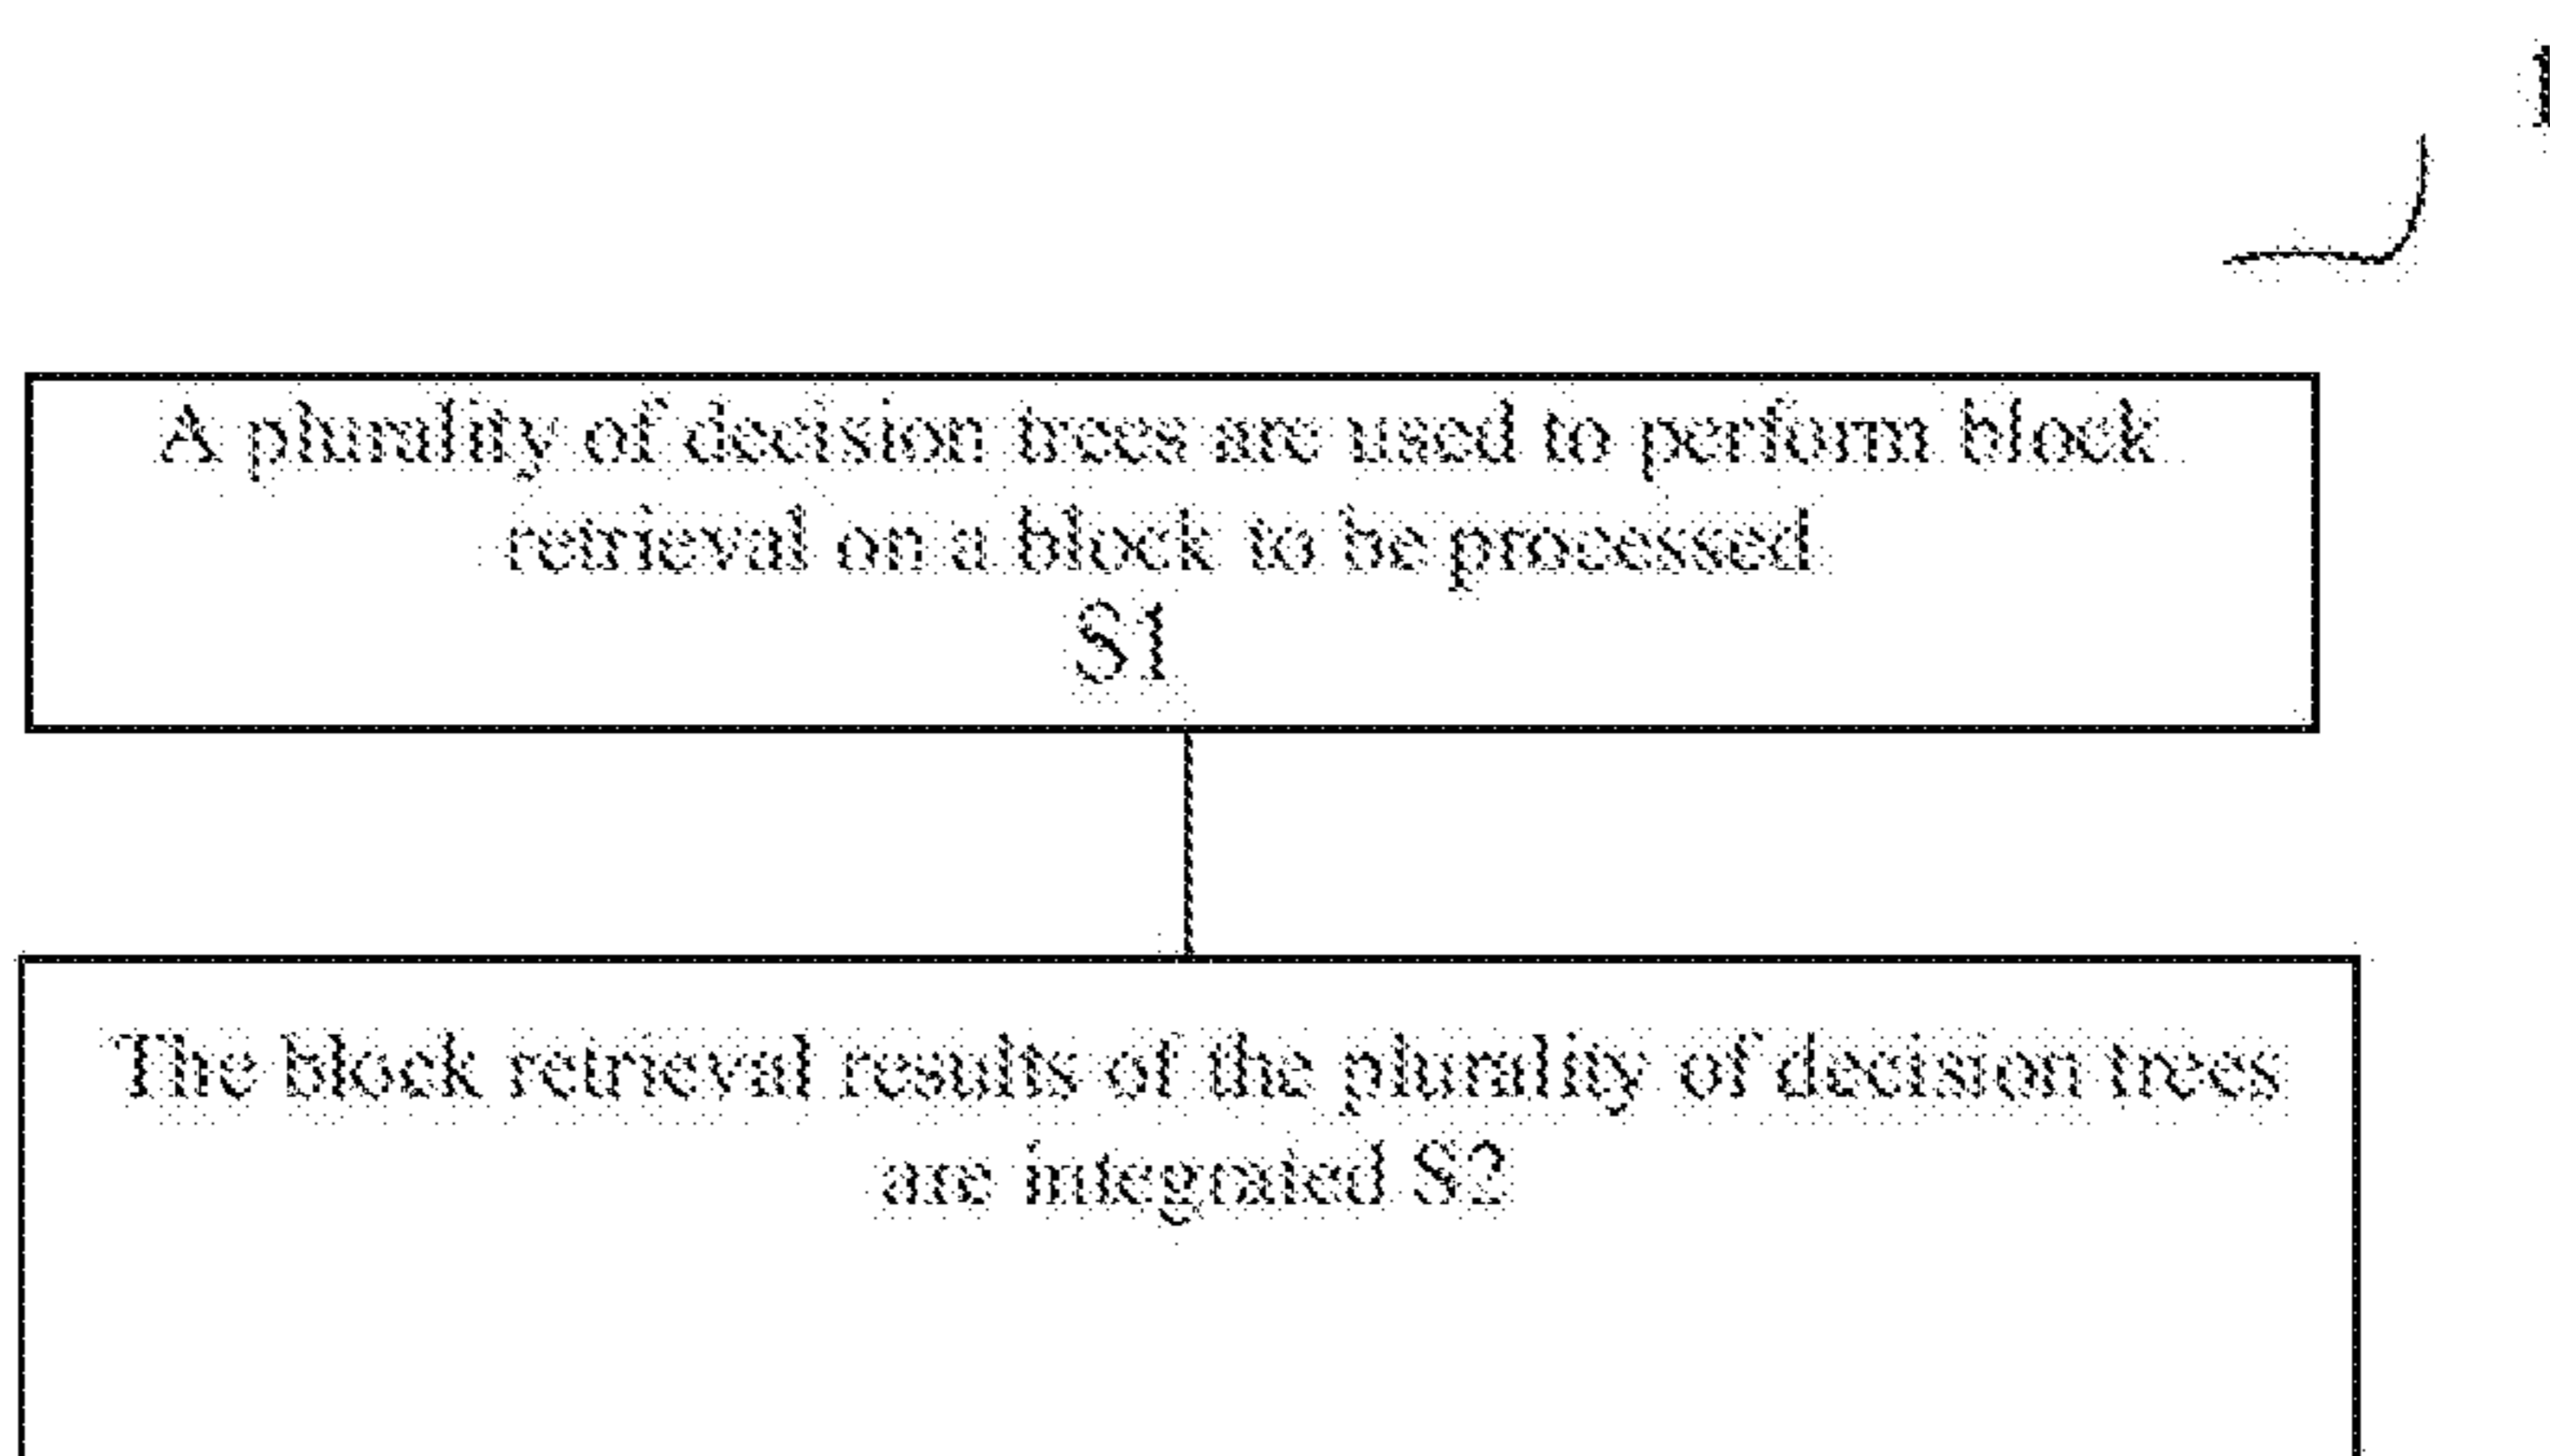 A plurality of decision trees are used to perform block
retrieval on a block to be processed
S1
The block retrieval results of the plurality of decision trees
are integrated S2